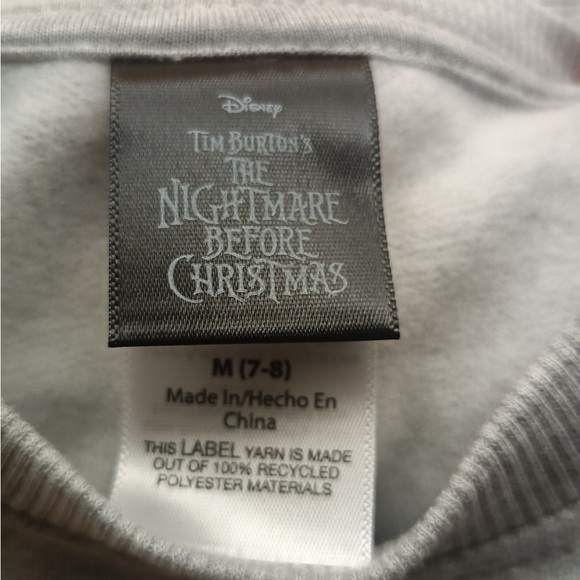 Disney
TIM BURTON'S
THE
NIGHTMARE
BEFORE
CHRISTMAS
M (7-8)
Made In/Hecho En
China
THIS LABEL YARN IS MADE
OUT OF 100% RECYCLED
POLYESTER MATERIALS